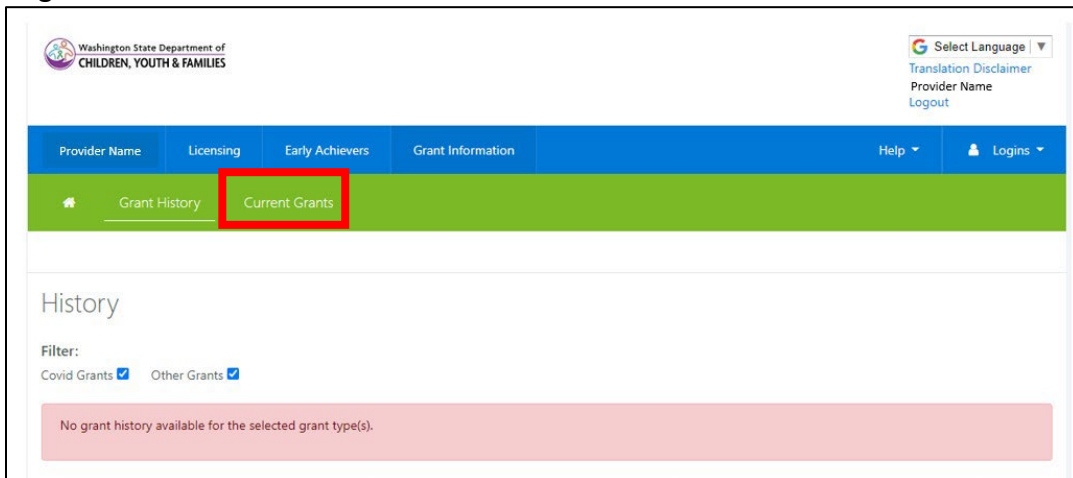 Washington State Department of
CHILDREN, YOUTH & FAMILIES
G Select Language ▼
Translation Disclaimer
Provider Name
Logout
Provider Name Licensing Early Achievers Grant Information Help Logins
Grant History Current Grants
History
Filter:
Covid Grants Other Grants
No grant history available for the selected grant type(s).